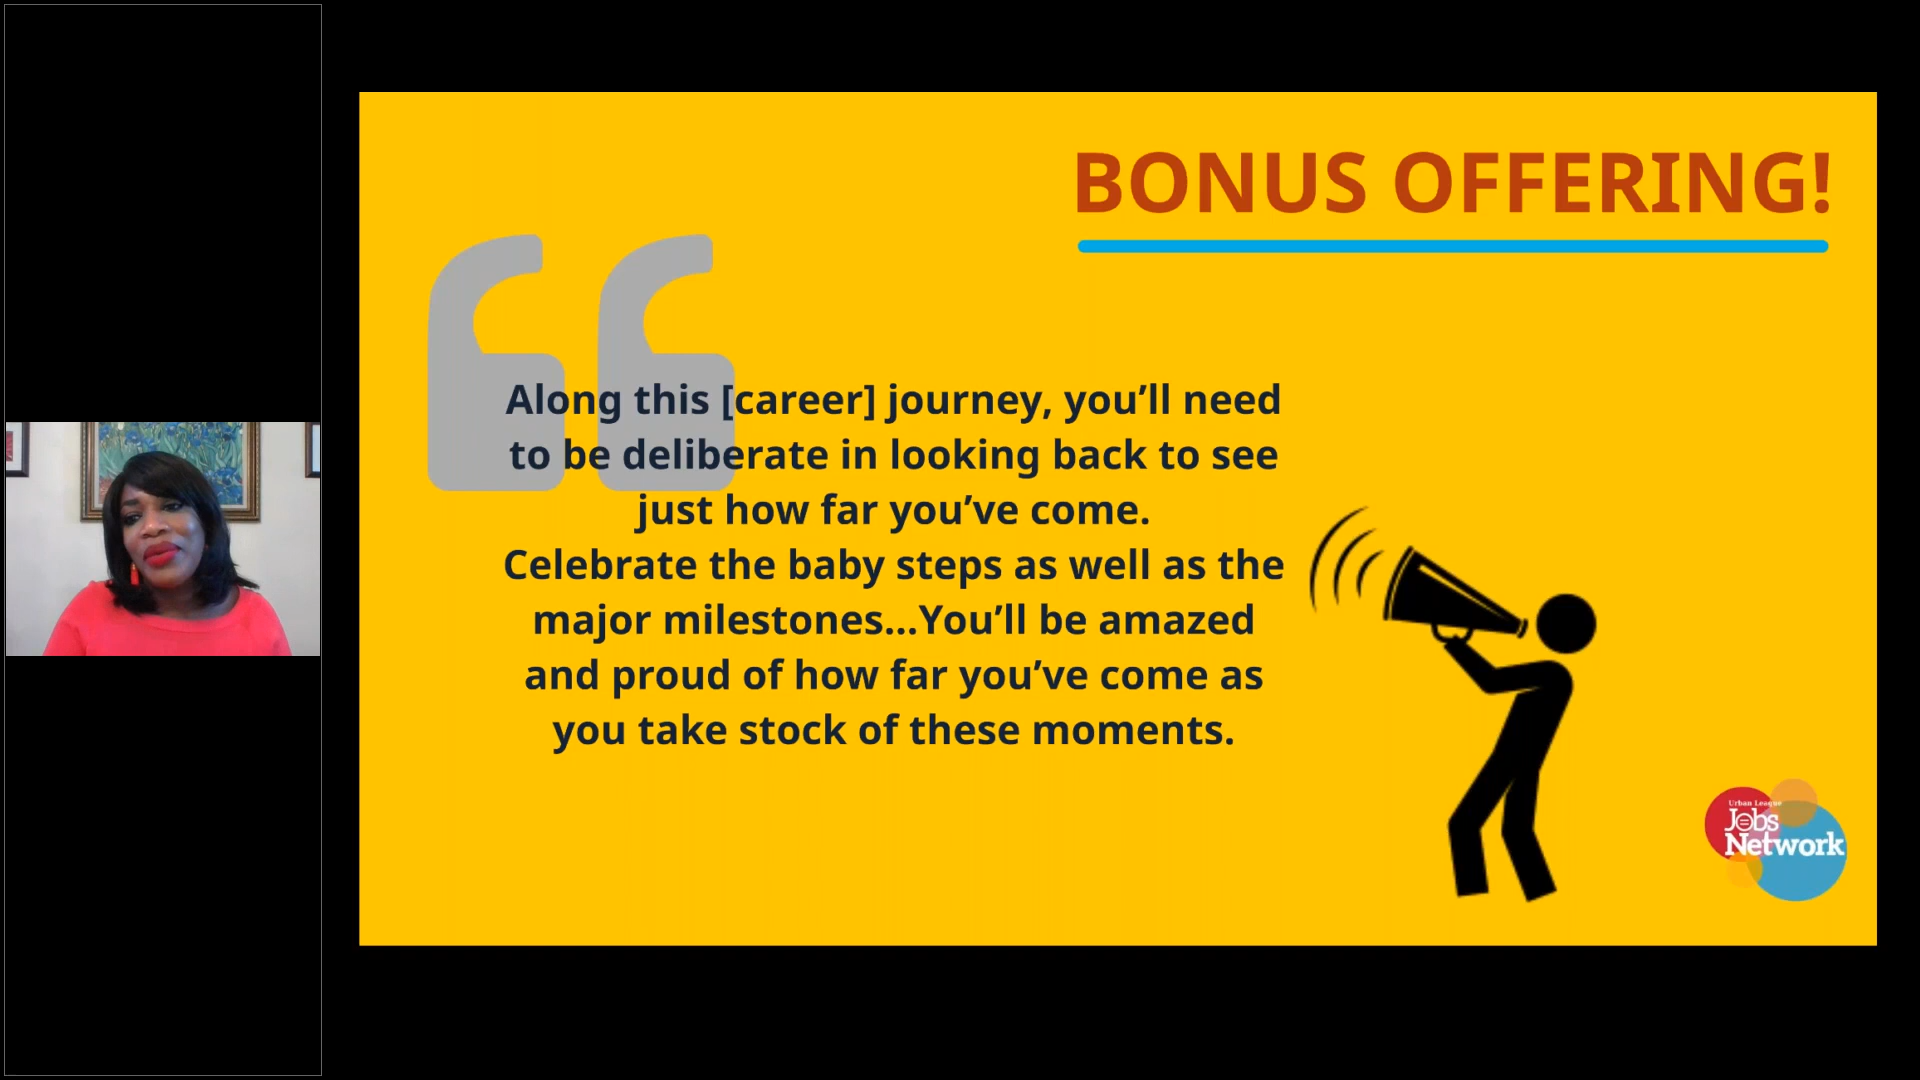 BONUS OFFERING!
Along this [career] journey, you’ll need
to be deliberate in looking back to see
just how far you’ve come.
Celebrate the baby steps as well as the
major milestones...You’ll be amazed
and proud of how far you’ve come as
you take stock of these moments.
Urban League
Jobs
Network